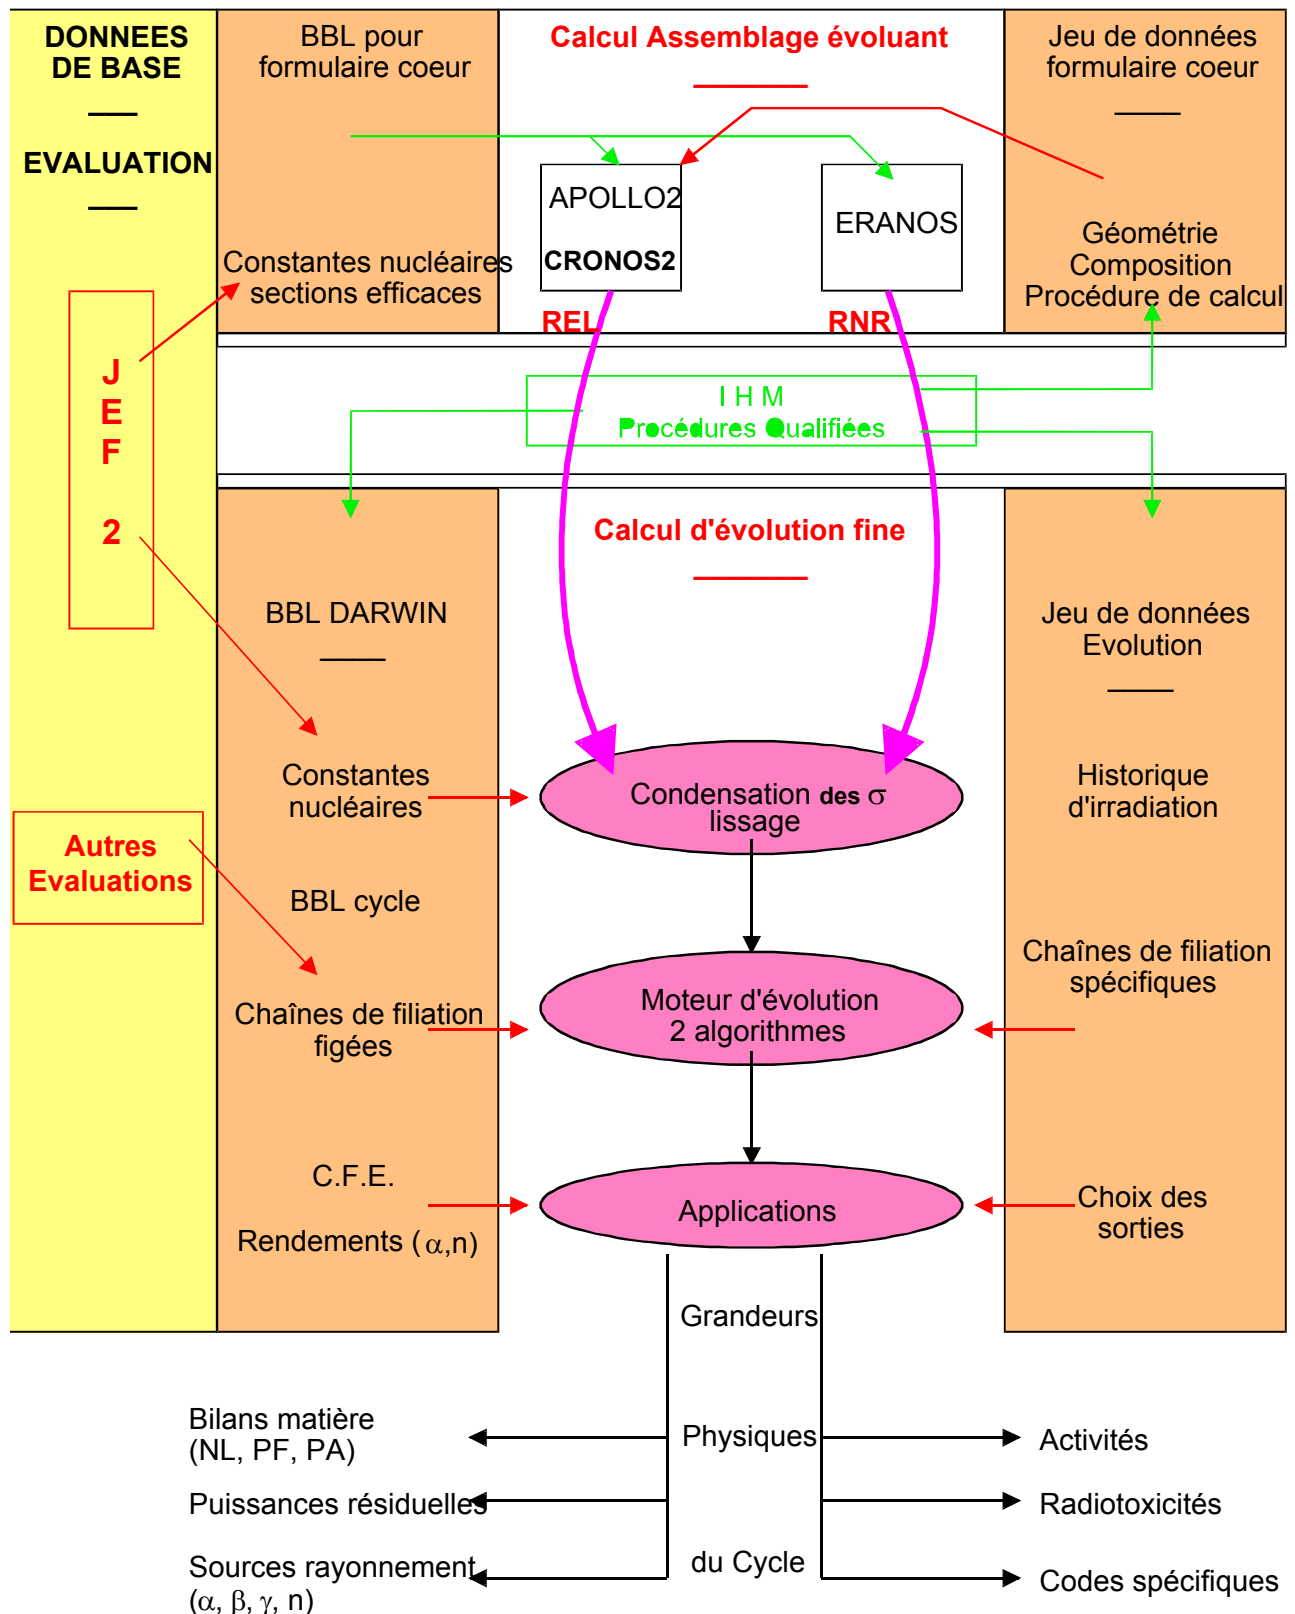 DONNEES
DE BASE
EVALUATION
J
E
F
2
Autres
Evaluations
BBL pour
formulaire coeur
Constantes nucléaires
sections efficaces
Calcul Assemblage évoluant
APOLLO2
CRONOS2
REL
ERANOS
RNR
Jeu de données
formulaire coeur
Géométrie
Composition
Procédure de calcul
I H M
Procédures Qualifiées
BBL DARWIN
Constantes
nucléaires
BBL cycle
Chaînes de filiation
figées
C.F.E.
Rendements (α,n)
Calcul d'évolution fine
Condensation des σ
lissage
Moteur d'évolution
2 algorithmes
Applications
Jeu de données
Evolution
Historique
d'irradiation
Chaînes de filiation
spécifiques
Choix des
sorties
Grandeurs
Physiques
du Cycle
Bilans matière
(NL, PF, PA)
Puissances résiduelles
Sources rayonnement
(α, β, γ, n)
Activités
Radiotoxicités
Codes spécifiques